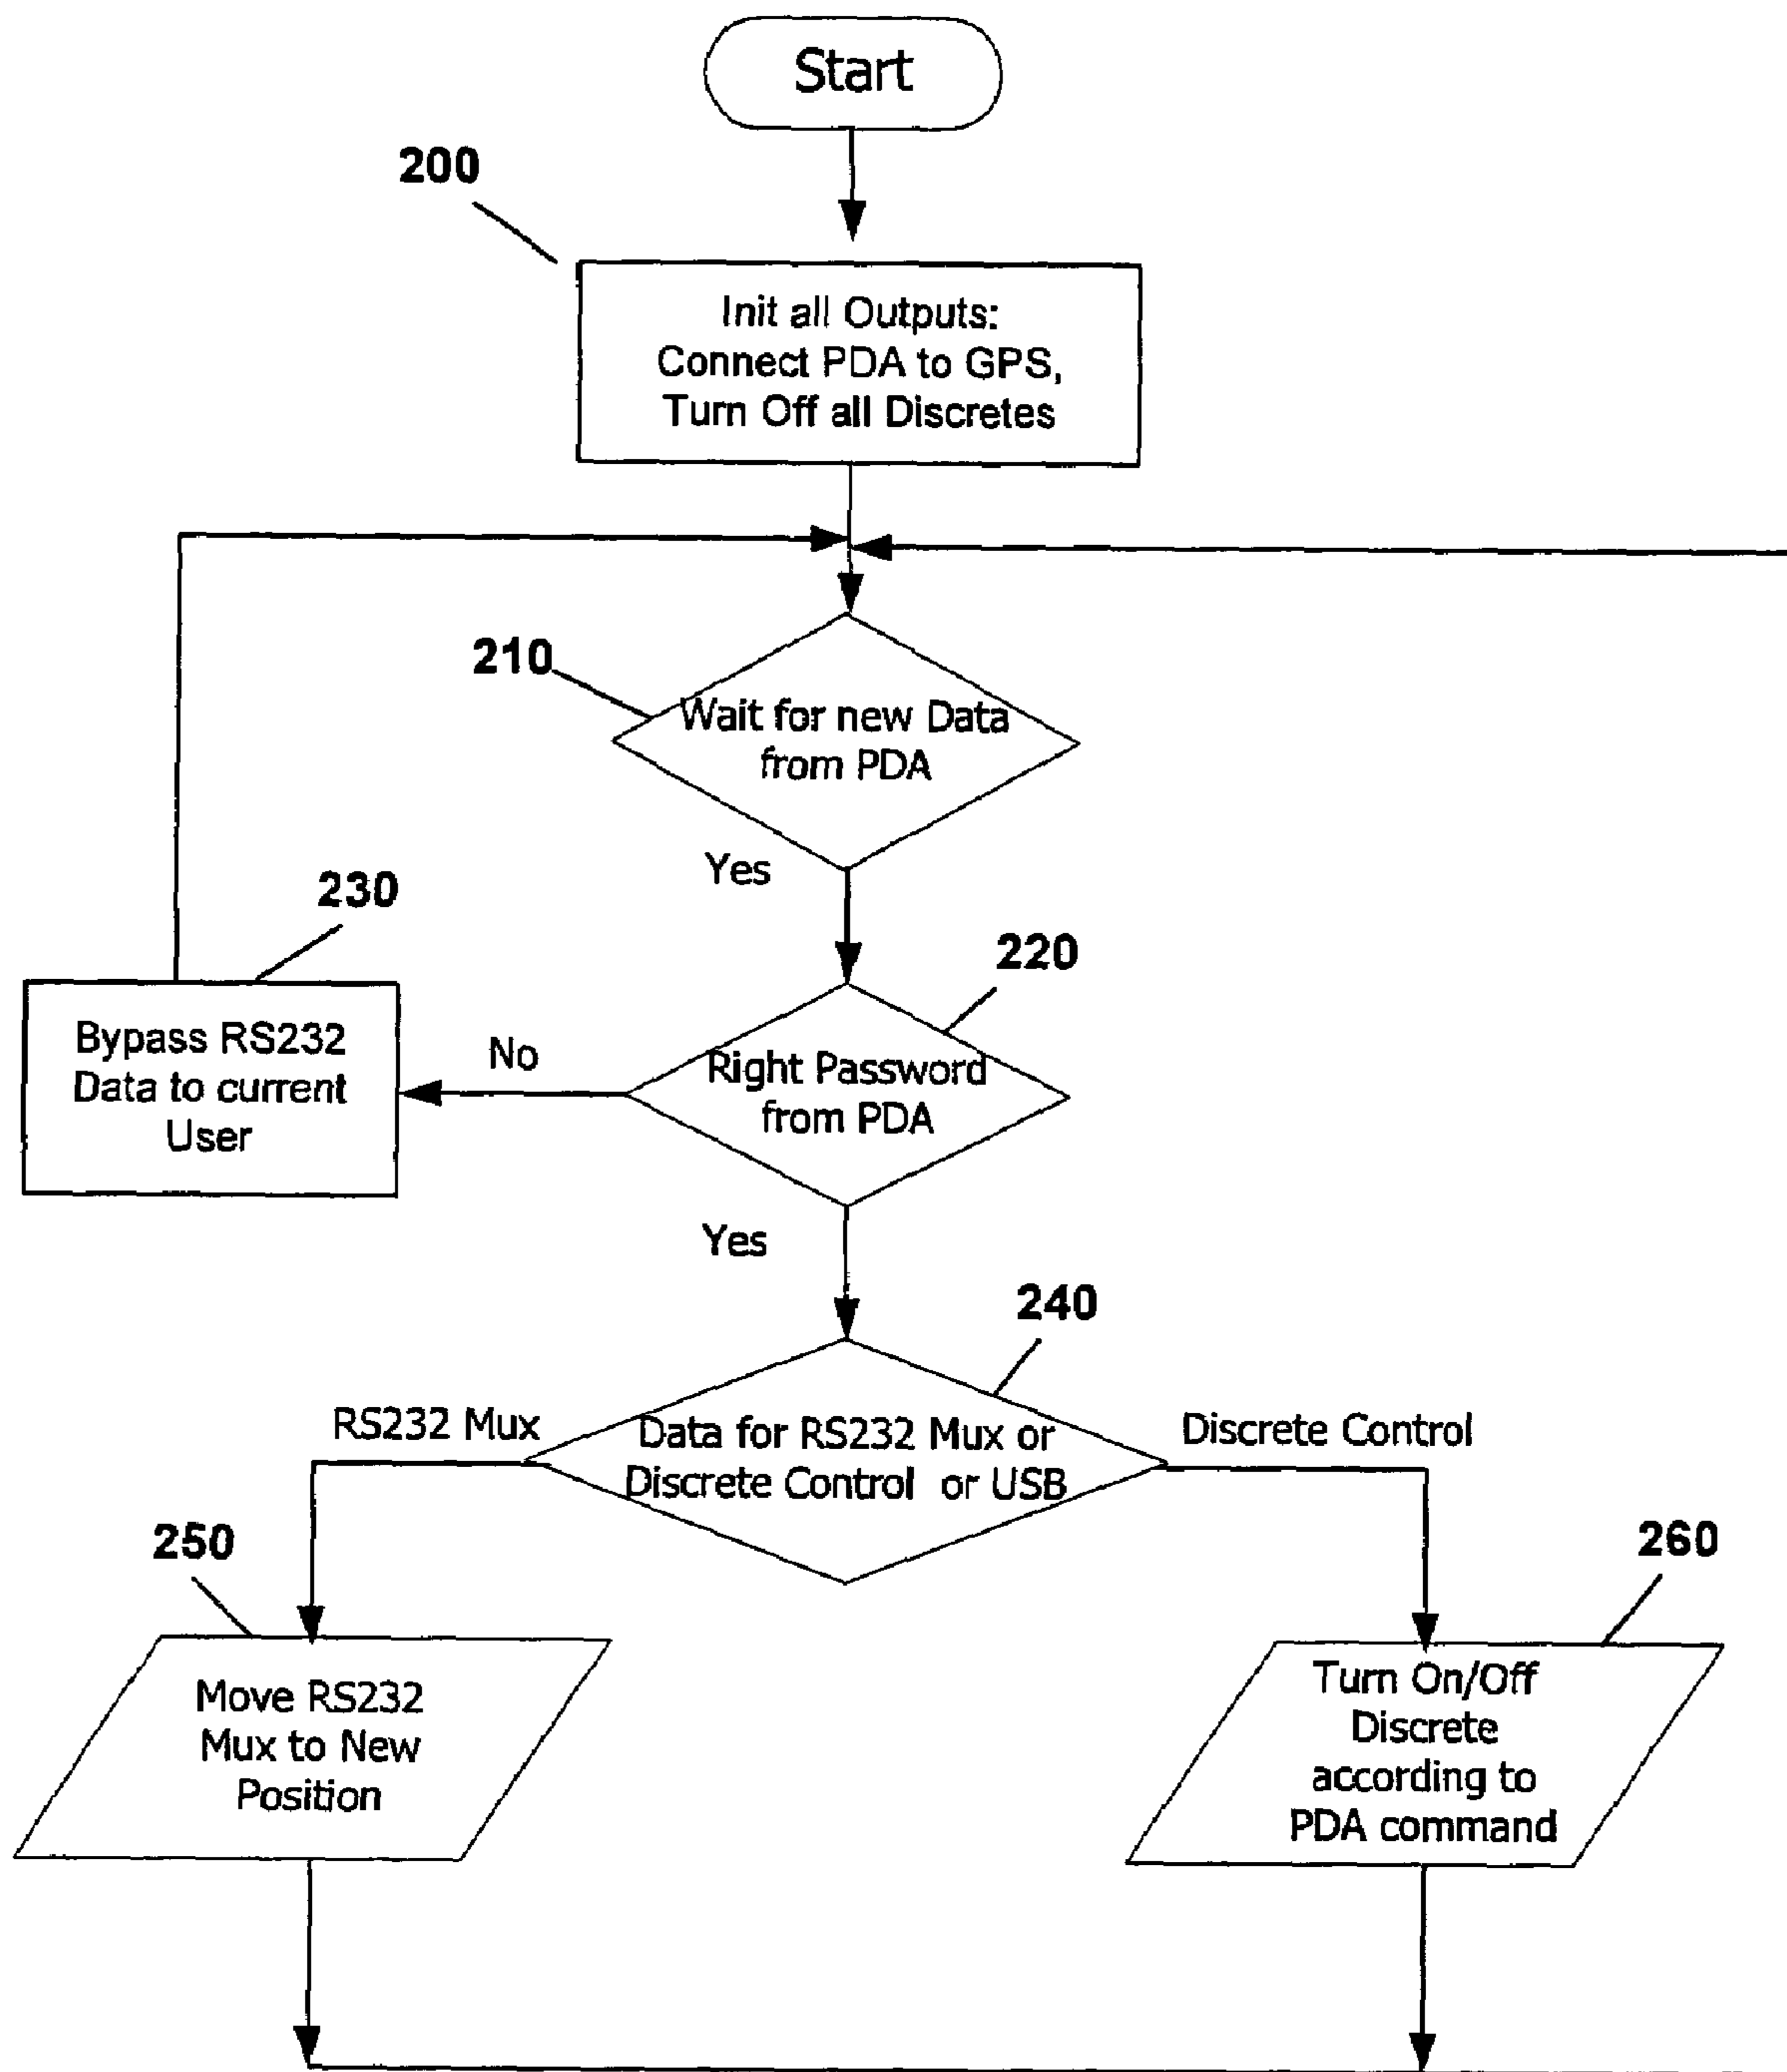 Start
200
Init all Outputs:
Connect PDA to GPS,
Turn Off all Discretes
210
Wait for new Data
from PDA
Yes
230
220
Bypass RS232
Data to current
User
No
Right Password
from PDA
Yes
240
RS232 Mux
Data for RS232 Mux or
Discrete Control or USB
Discrete Control
250
260
Move RS232
Mux to New
Position
Turn On/Off
Discrete
according to
PDA command